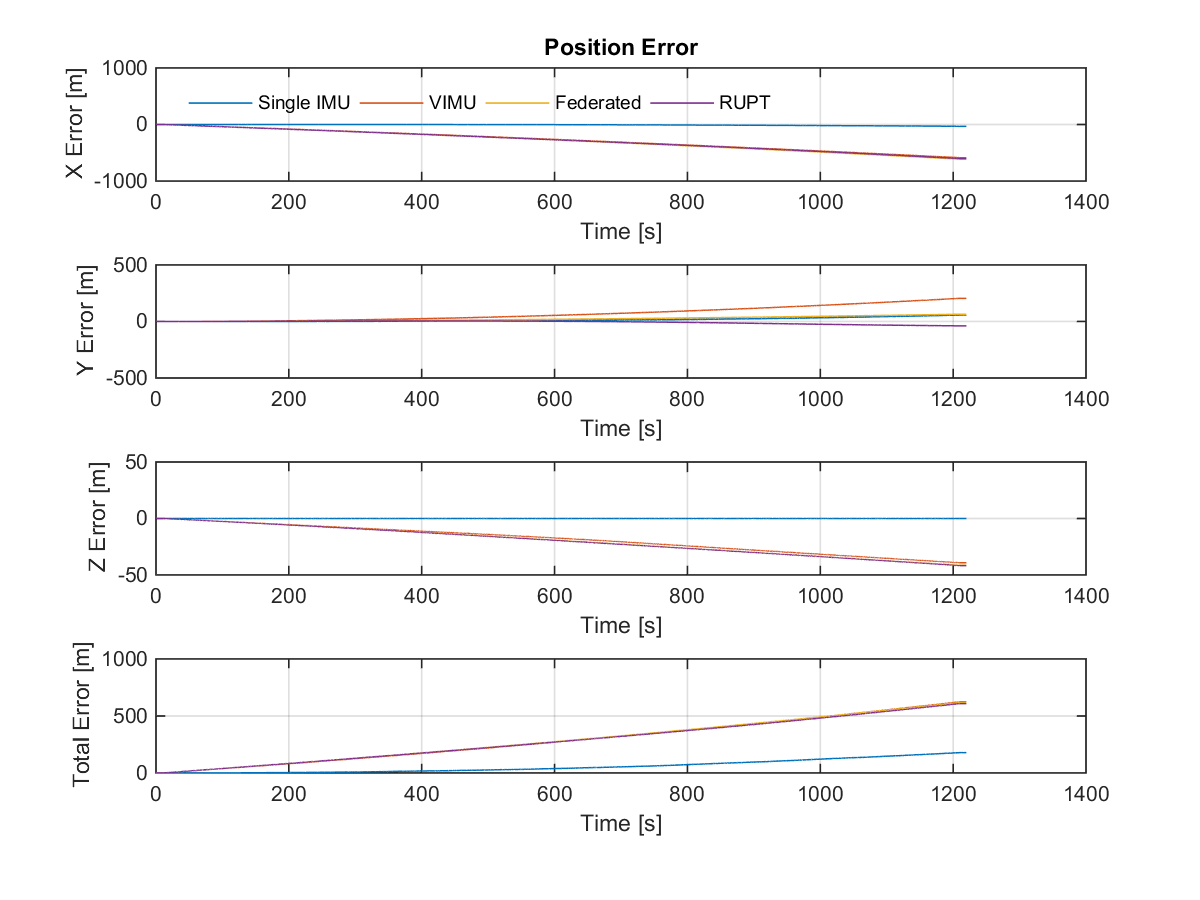 Position Error
1000
0
-1000
X Error [m]
Single IMU VIMU Federated RUPT
0 200 400 600 800 1000 1200 1400
Time [s]
500
0
-500
Y Error [m]
0 200 400 600 800 1000 1200 1400
Time [s]
50
0
-50
Z Error [m]
0 200 400 600 800 1000 1200 1400
Time [s]
1000
500
0
Total Error [m]
0 200 400 600 800 1000 1200 1400
Time [s]